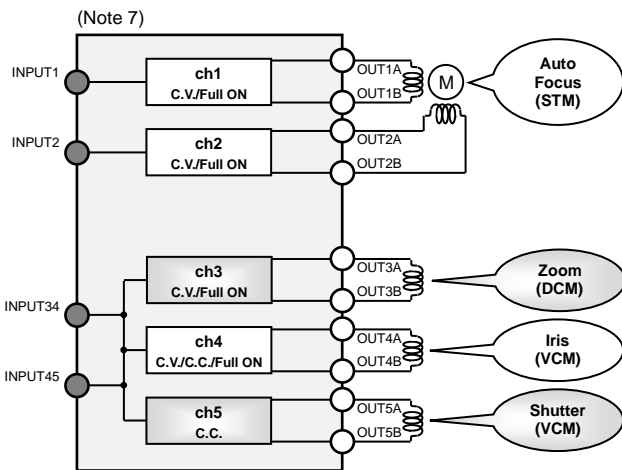 (Note 7)
INPUT1
ch1
C.V./Full ON
OUT1A
OUT1B
M
Auto
Focus
(STM)
INPUT2
ch2
C.V./Full ON
OUT2A
OUT2B
INPUT34
ch3
C.V./Full ON
OUT3A
OUT3B
Zoom
(DCM)
ch4
C.V./C.C./Full ON
OUT4A
OUT4B
Iris
(VCM)
INPUT45
ch5
C.C.
OUT5A
OUT5B
Shutter
(VCM)